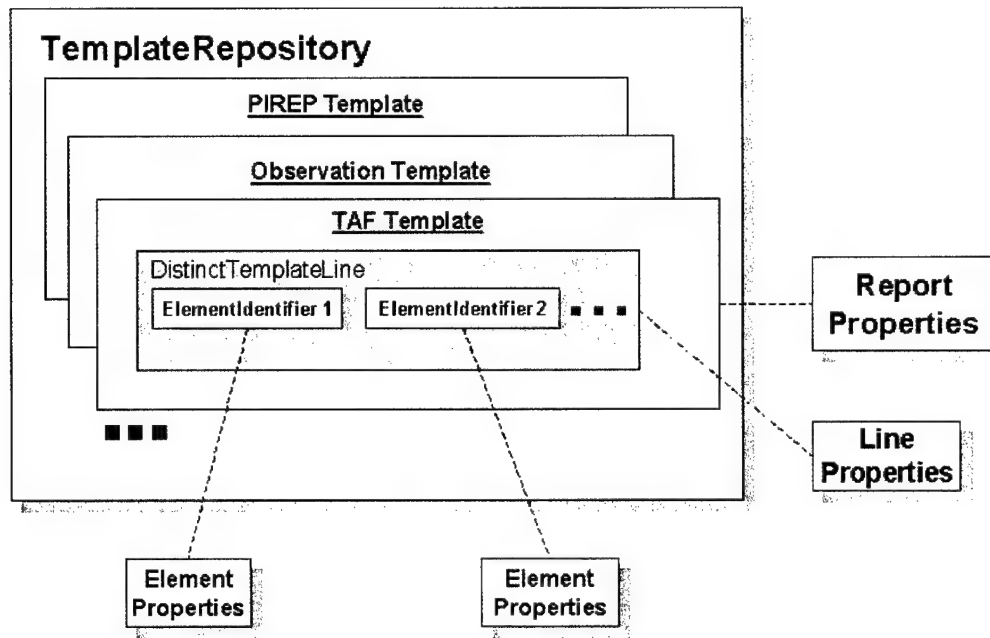 TemplateRepository
PIREP Template
Observation Template
TAF Template
DistinctTemplateLine
ElementIdentifier 1
ElementIdentifier 2
Report
Properties
Line
Properties
Element
Properties
Element
Properties